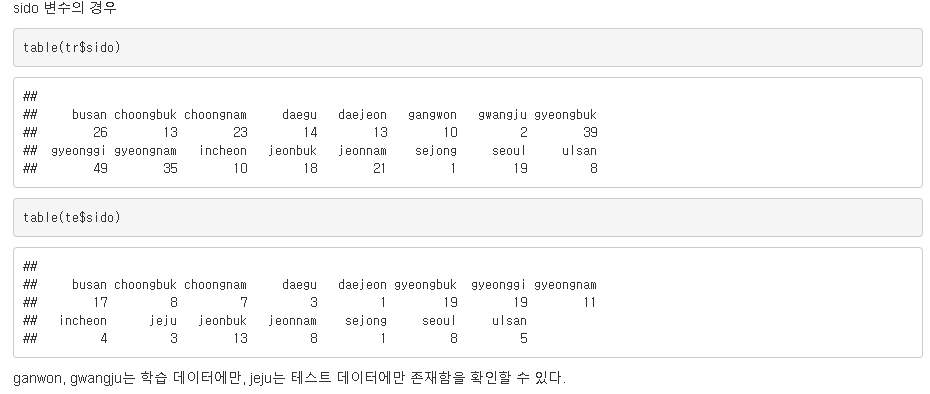 sido 변수의 경우
table(tr$sido)
##
## busan choongbuk choongnam daegu daejeon gangwon gwangju gyeongbuk
## 26 13 23 14 13 10 2 39
## gyeonggi gyeongnam incheon jeonbuk jeonnam sejong seoul ulsan
## 49 35 10 18 21 1 19 8
table(te$sido)
##
## busan choongbuk choongnam daegu daejeon gyeongbuk gyeonggi gyeongnam
## 17 8 7 3 1 19 19 11
## incheon jeju jeonbuk jeonnam sejong seoul ulsan
## 4 3 13 8 1 8 5
ganwon, gwangju는 학습 데이터에만, jeju는 테스트 데이터에만 존재함을 확인할 수 있다.